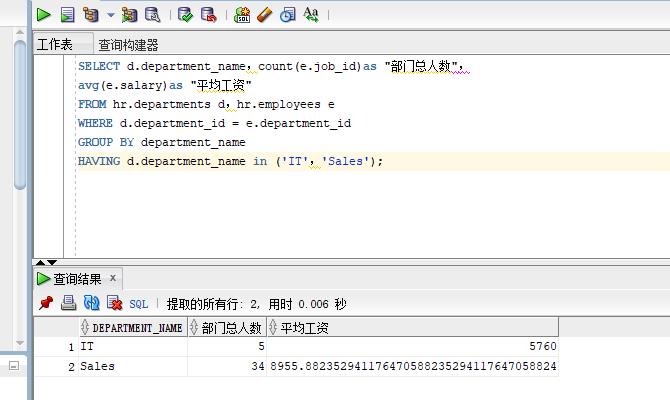 工作表 查询构建器
SELECT d.department_name，count(e.job_id)as "部门总人数"，
avg(e.salary)as "平均工资"
FROM hr.departments d，hr.employees e
WHERE d.department_id = e.department_id
GROUP BY department_name
HAVING d.department_name in ('IT'，'Sales');
查询结果 x
SQL | 提取的所有行: 2, 用时 0.006 秒
DEPARTMENT_NAME 部门总人数 平均工资
1 IT 5 5760
2 Sales 34 8955.88235294117647058823529411764705882